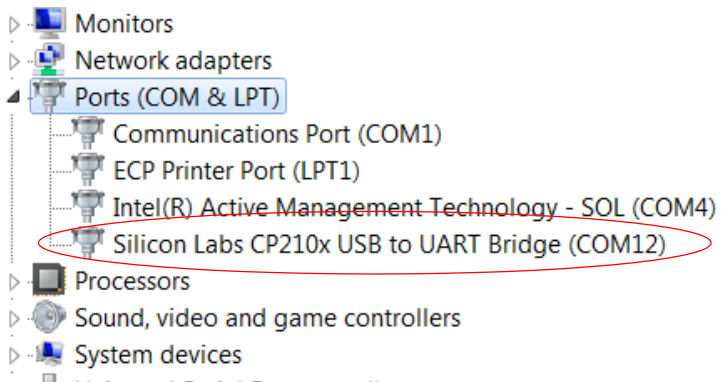 Monitors
Network adapters
Ports (COM & LPT)
Communications Port (COM1)
ECP Printer Port (LPT1)
Intel(R) Active Management Technology - SOL (COM4)
Silicon Labs CP210x USB to UART Bridge (COM12)
Processors
Sound, video and game controllers
System devices